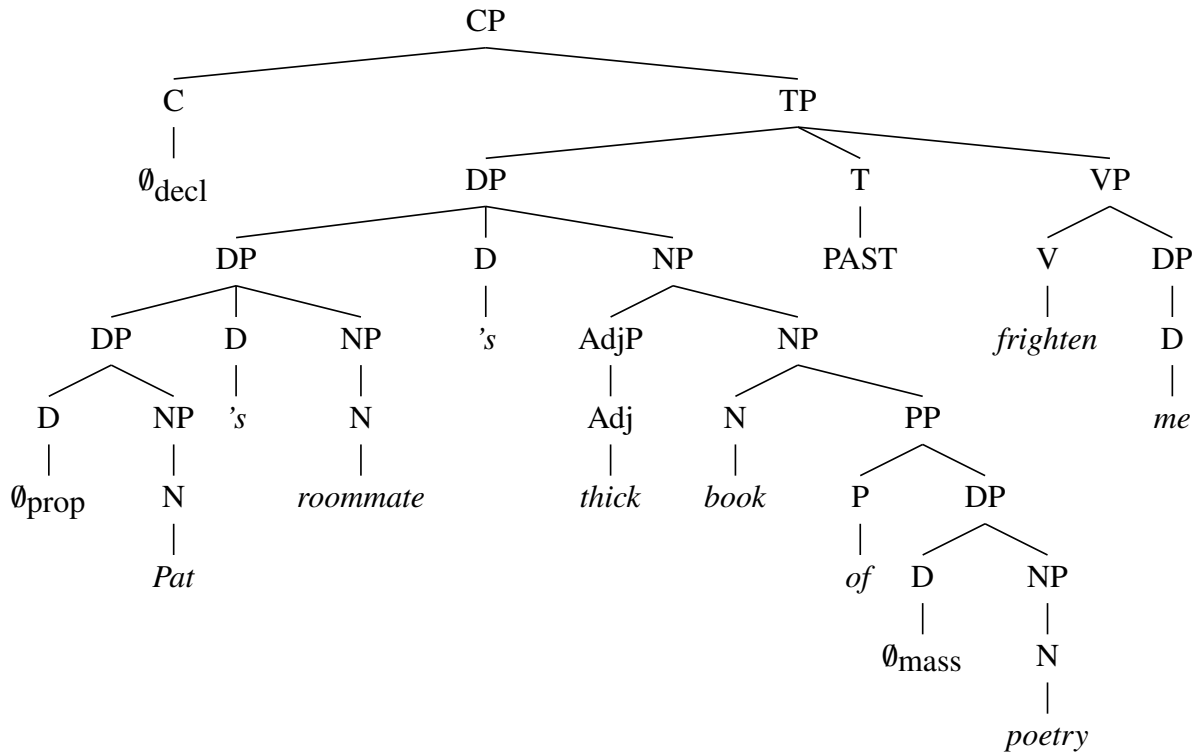 CP
C TP
∅decl DP T VP
DP D NP PAST V DP
DP D NP 's AdjP NP frighten D
D NP 's N Adj N PP me
∅prop N roommate thick book P DP
Pat of D NP
∅mass N
poetry